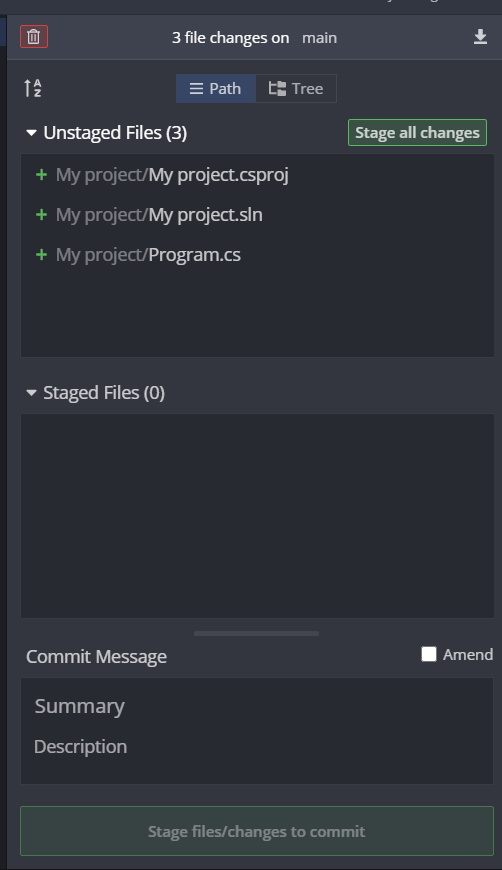 3 file changes on main
A
Z
Path
Tree
Unstaged Files (3)
Stage all changes
My project/My project.csproj
My project/My project.sln
My project/Program.cs
Staged Files (0)
Commit Message
Amend
Summary
Description
Stage files/changes to commit